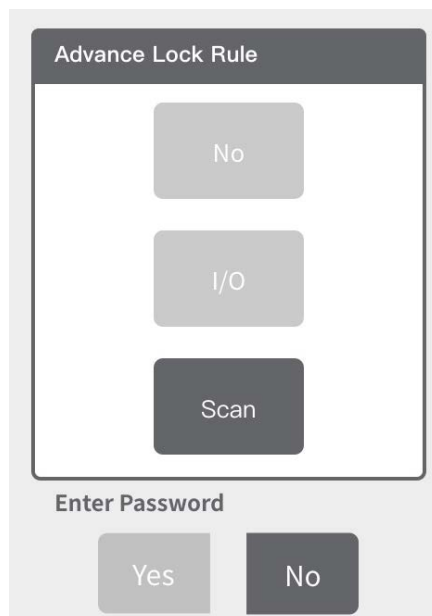 Advance Lock Rule
No
I/O
Scan
Enter Password
Yes No